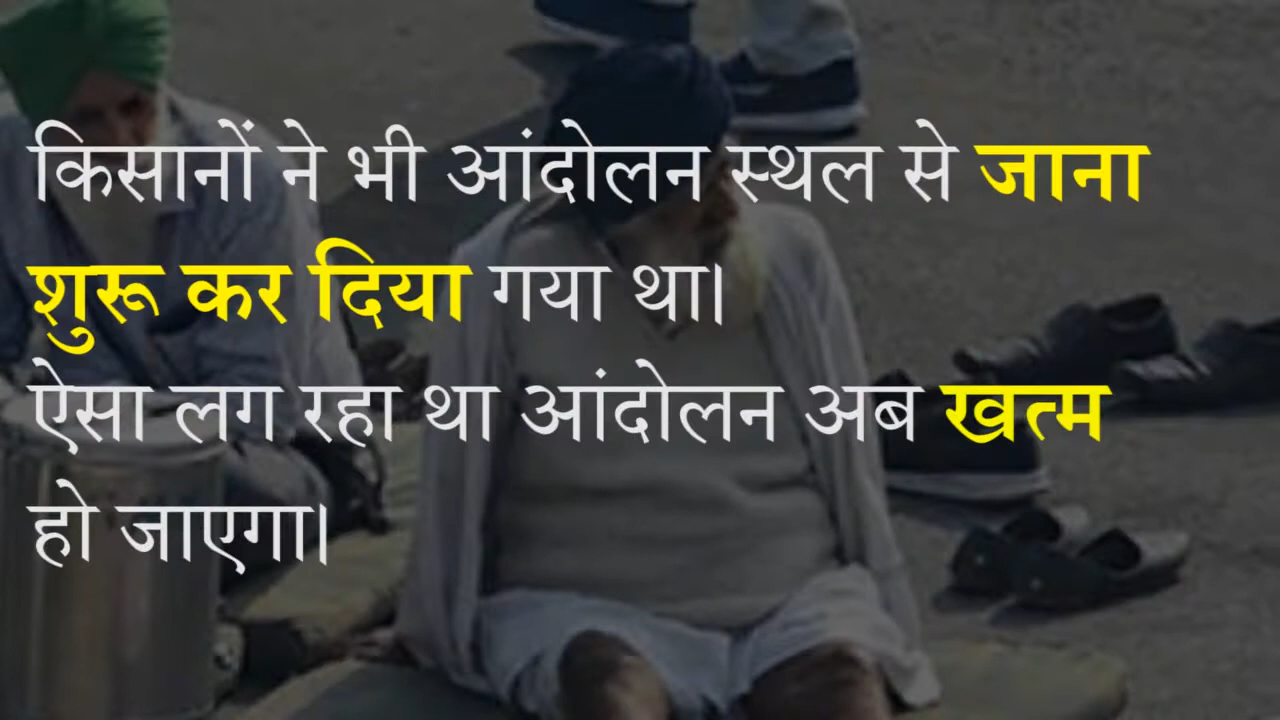 किसानों ने भी आंदोलन स्थल से जाना
शुरू कर दिया गया था।
ऐसा लग रहा था आंदोलन अब खत्म
हो जाएगा।